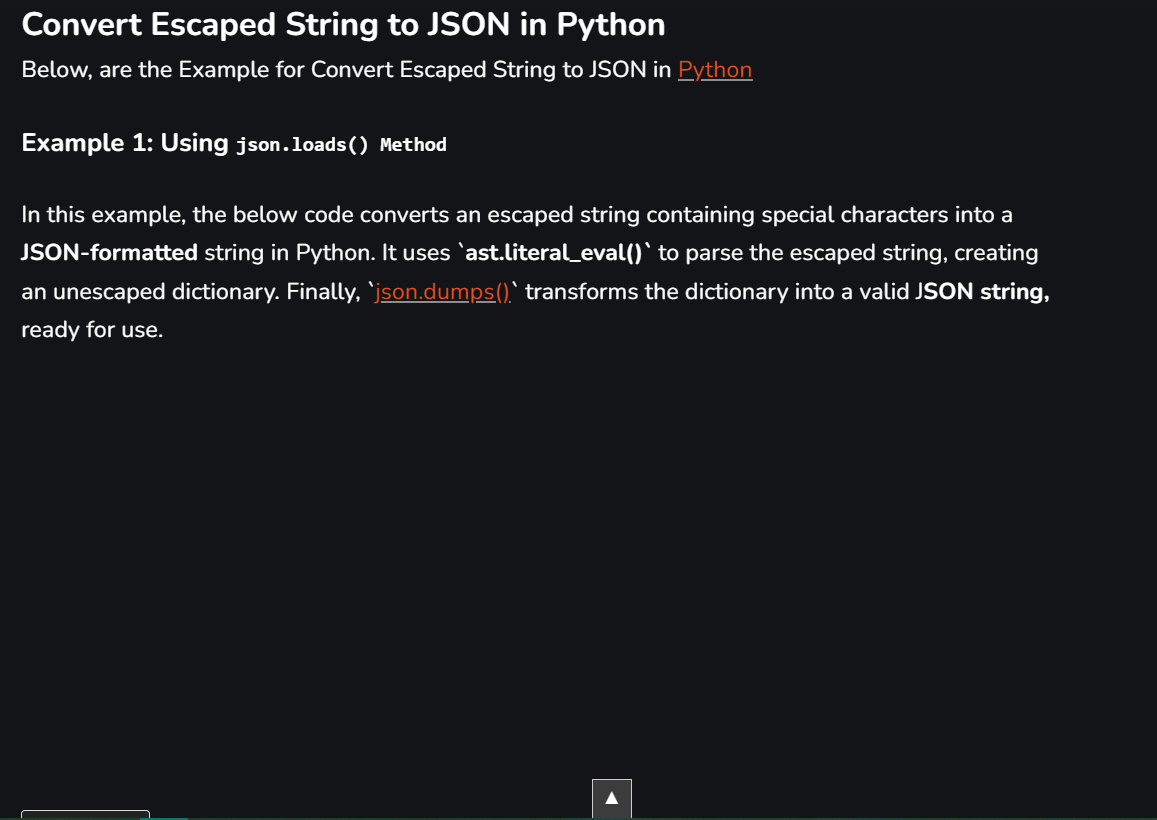 Convert Escaped String to JSON in Python
Below, are the Example for Convert Escaped String to JSON in Python
Example 1: Using json.loads() Method
In this example, the below code converts an escaped string containing special characters into a
JSON-formatted string in Python. It uses `ast.literal_eval()` to parse the escaped string, creating
an unescaped dictionary. Finally, `json.dumps()` transforms the dictionary into a valid JSON string,
ready for use.